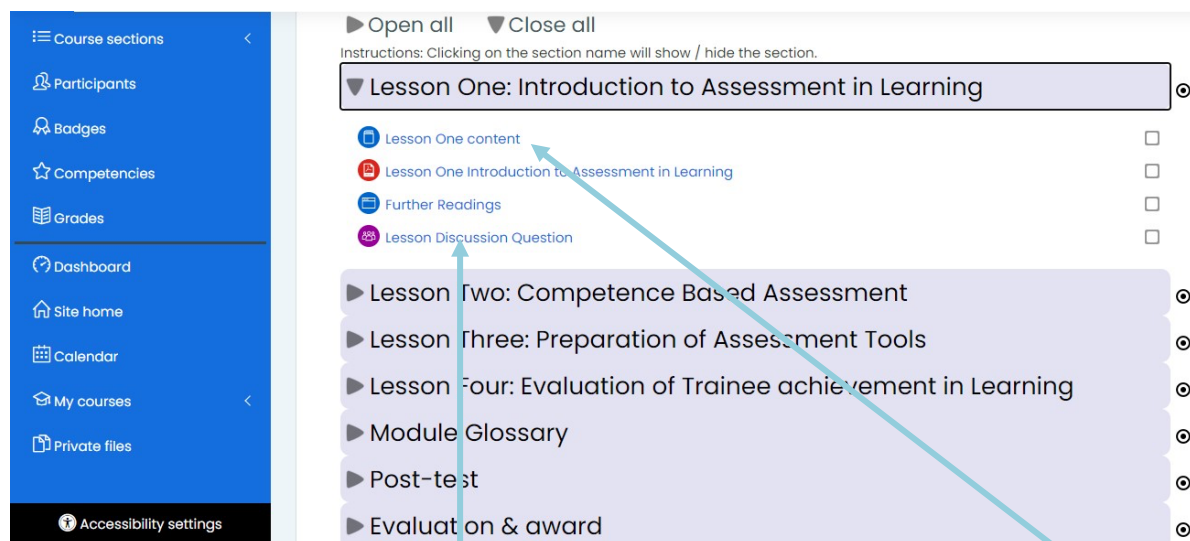 Course sections
Participants
Badges
Competencies
Grades
Dashboard
Site home
Calendar
My courses
Private files
Accessibility settings
Open all Close all
Instructions: Clicking on the section name will show / hide the section.
Lesson One: Introduction to Assessment in Learning
Lesson One content
Lesson One Introduction to Assessment in Learning
Further Readings
Lesson Discussion Question
Lesson Two: Competence Based Assessment
Lesson Three: Preparation of Assessment Tools
Lesson Four: Evaluation of Trainee achievement in Learning
Module Glossary
Post-test
Evaluation & award